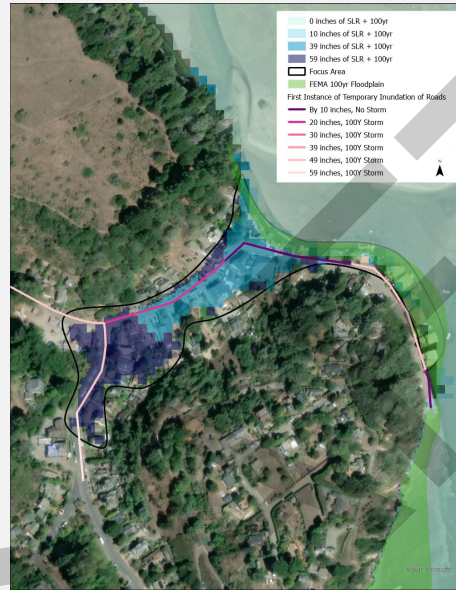 0 inches of SLR + 100yr
10 inches of SLR + 100yr
39 inches of SLR + 100yr
59 inches of SLR + 100yr
Focus Area
FEMA 100yr Floodplain
First Instance of Temporary Inundation of Roads
By 10 inches, No Storm
20 inches, 100Y Storm
30 inches, 100Y Storm
39 inches, 100Y Storm
49 inches, 100Y Storm
59 inches, 100Y Storm
N
Microsoft